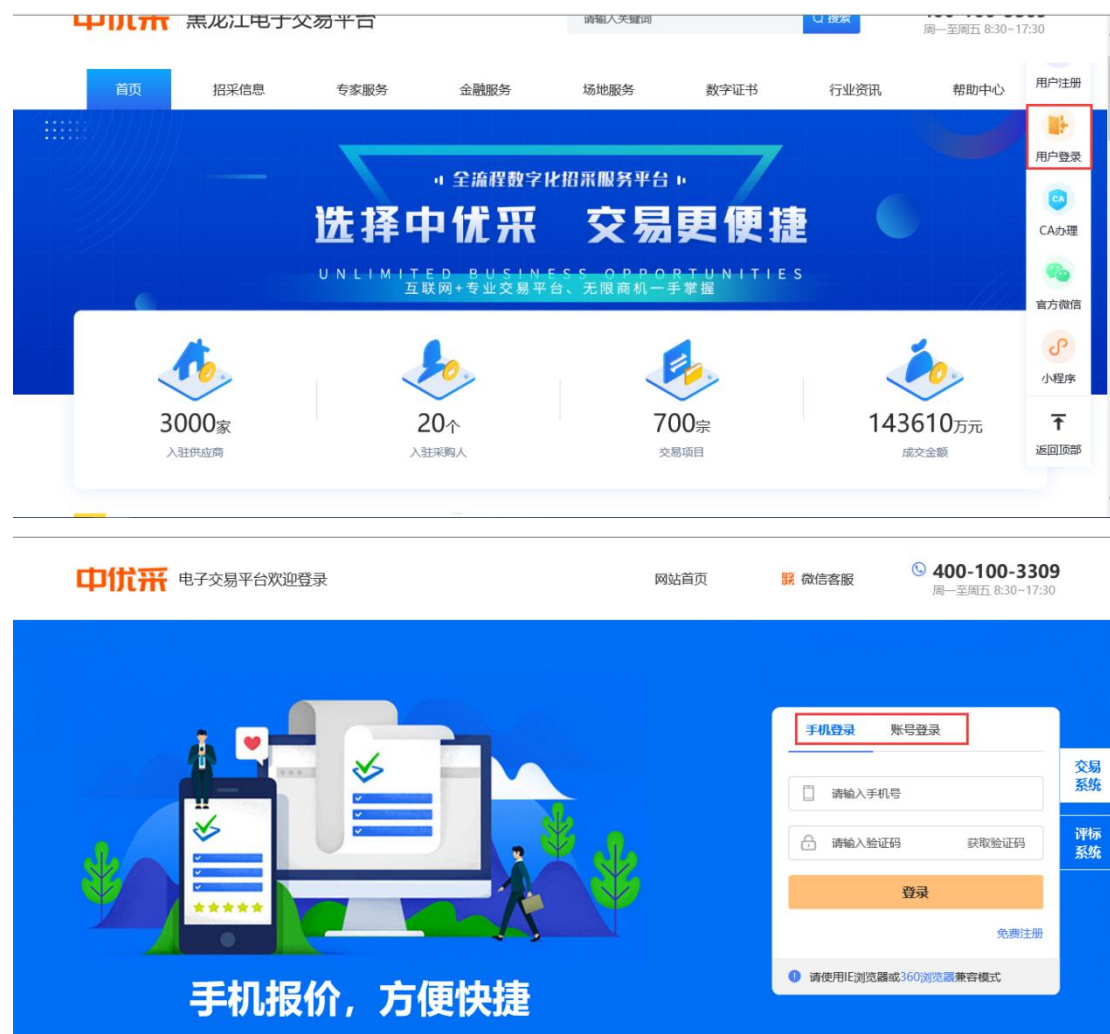 中优采 黑龙江电子交易平台
请输入关键词
搜索
400-100-3309
周一至周五 8:30~17:30
首页 招采信息 专家服务 金融服务 场地服务 数字证书 行业资讯 帮助中心
用户注册
用户登录
CA
CA办理
官方微信
小程序
返回顶部
全流程数字化招采服务平台
选择中优采 交易更便捷
UNLIMITED BUSINESS OPPORTUNITIES
互联网+专业交易平台、无限商机一手掌握
3000家 20个 700宗 143610万元
入驻供应商 入驻采购人 交易项目 成交金额
中优采 电子交易平台欢迎登录
网站首页
微信客服
400-100-3309
周一至周五 8:30~17:30
手机登录 账号登录
请输入手机号
请输入验证码 获取验证码
登录
免费注册
请使用IE浏览器或360浏览器兼容模式
交易
系统
评标
系统
手机报价，方便快捷